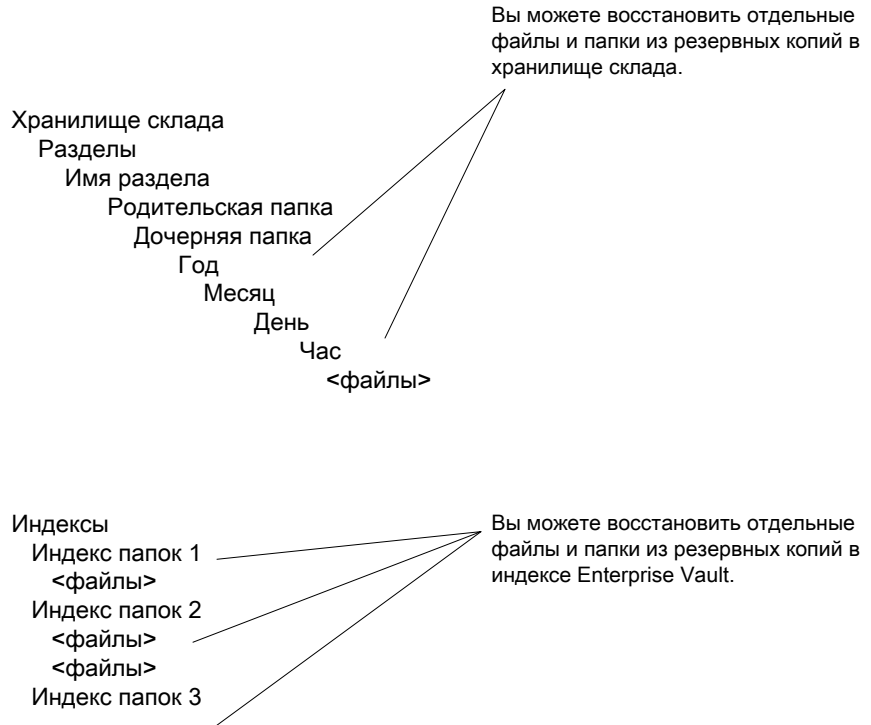 Вы можете восстановить отдельные
файлы и папки из резервных копий в
хранилище склада.
Хранилище склада
Разделы
Имя раздела
Родительская папка
Дочерняя папка
Год
Месяц
День
Час
<файлы>
Индексы
Индекс папок 1
<файлы>
Индекс папок 2
<файлы>
<файлы>
Индекс папок 3
Вы можете восстановить отдельные
файлы и папки из резервных копий в
индексе Enterprise Vault.